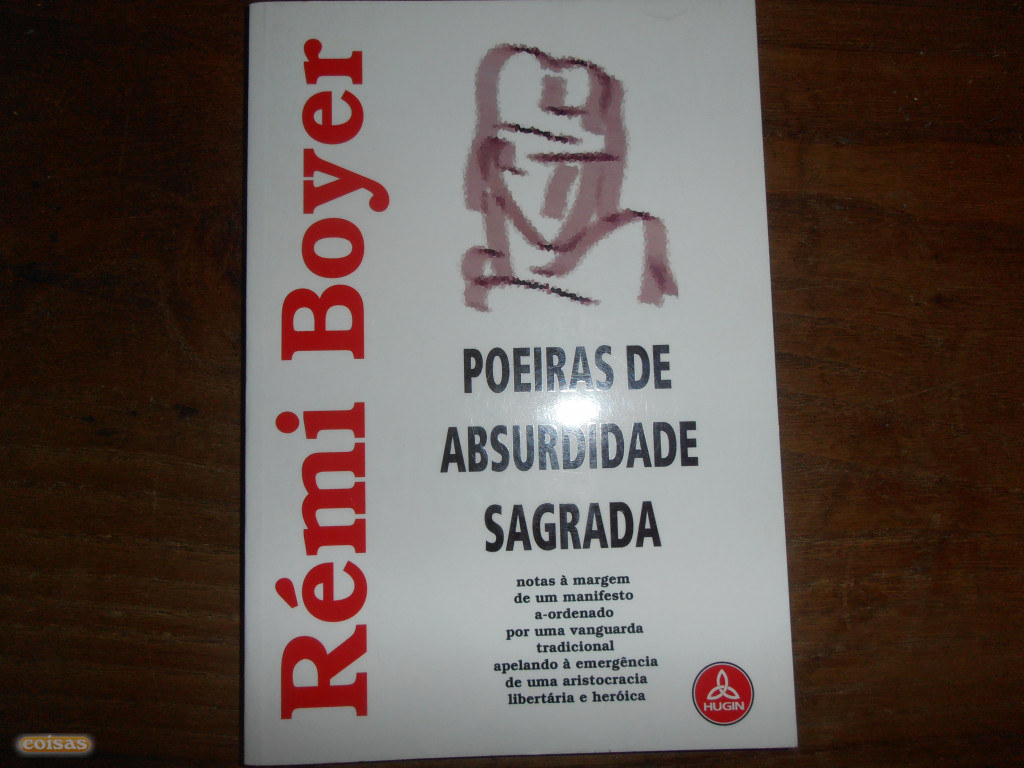 Rémi Boyer
POEIRAS DE
ABSURDIDADE
SAGRADA
notas à margem
de um manifesto
a-ordenado
por uma vanguarda
tradicional
apelando à emergência
de uma aristocracia
libertária e heróica
HUGIN
coisas